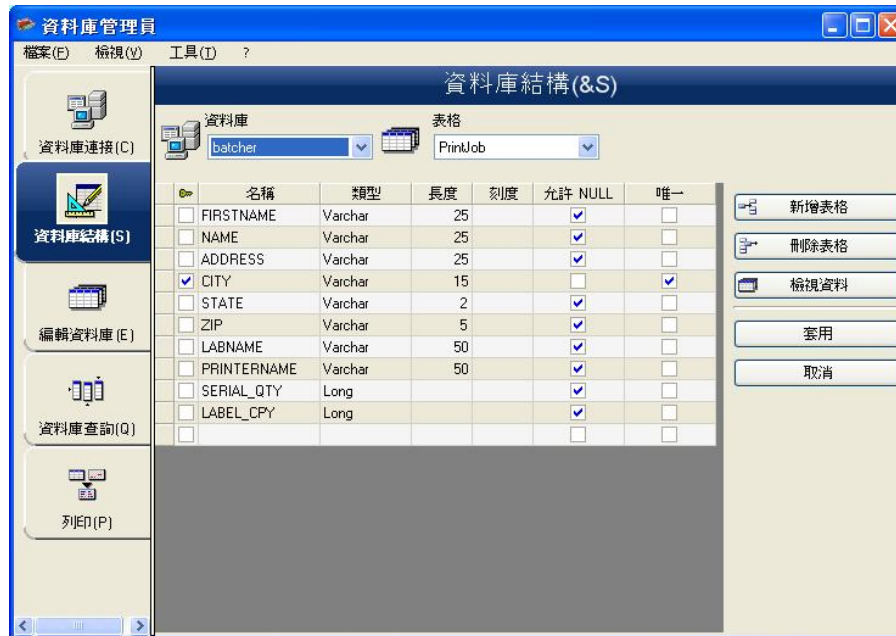 資料庫管理員
檔案(F) 檢視(V) 工具(T) ?
資料庫連接(C)
資料庫結構(S)
編輯資料庫(E)
資料庫查詢(Q)
列印(P)
資料庫結構(&S)
資料庫 表格
batcher PrintJob
名稱 類型 長度 刻度 允許 NULL 唯一
FIRSTNAME Varchar 25
NAME Varchar 25
ADDRESS Varchar 25
CITY Varchar 15
STATE Varchar 2
ZIP Varchar 5
LABNAME Varchar 50
PRINTERNAME Varchar 50
SERIAL_QTY Long
LABEL_CPY Long
新增表格
刪除表格
檢視資料
套用
取消